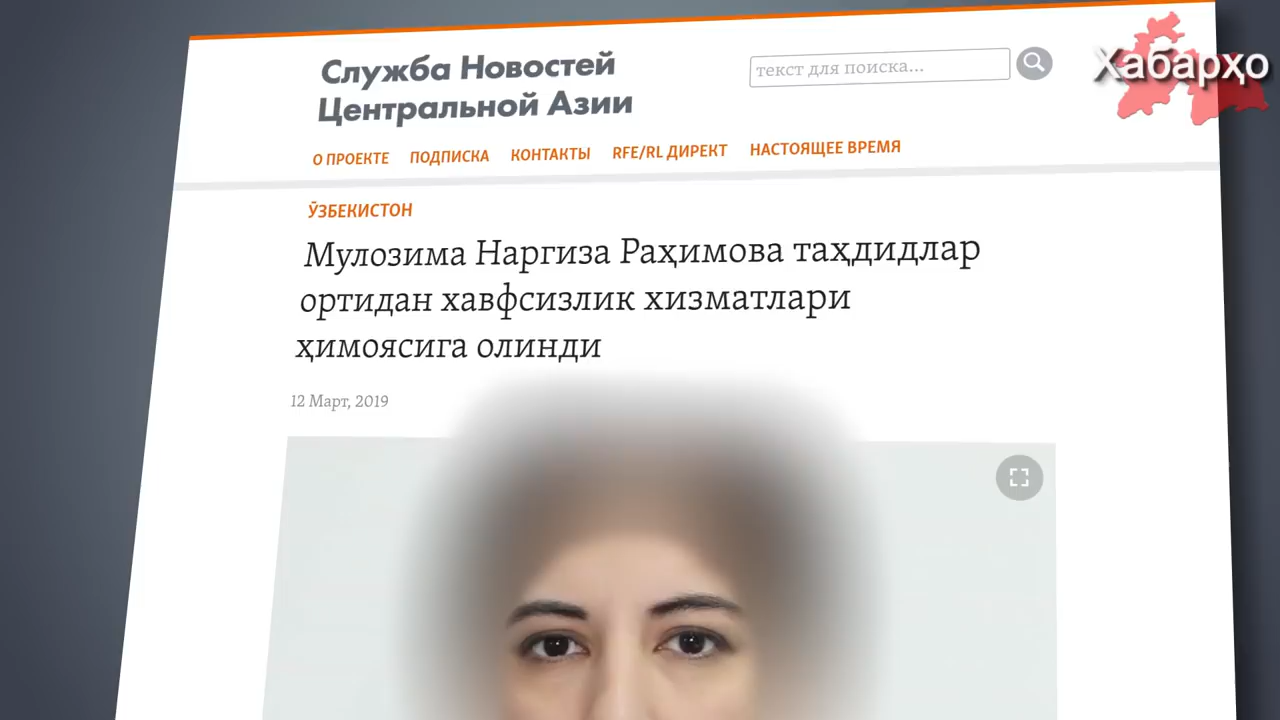 Служба Новостей
Центральной Азии
текст для поиска...
Хабарҳо
О ПРОЕКТЕ ПОДПИСКА КОНТАКТЫ RFE/RL ДИРЕКТ НАСТОЯЩЕЕ ВРЕМЯ
ЎЗБЕКИСТОН
Мулозима Наргиза Раҳимова таҳдидлар
ортидан хавфсизлик хизматлари
ҳимоясига олинди
12 Март, 2019